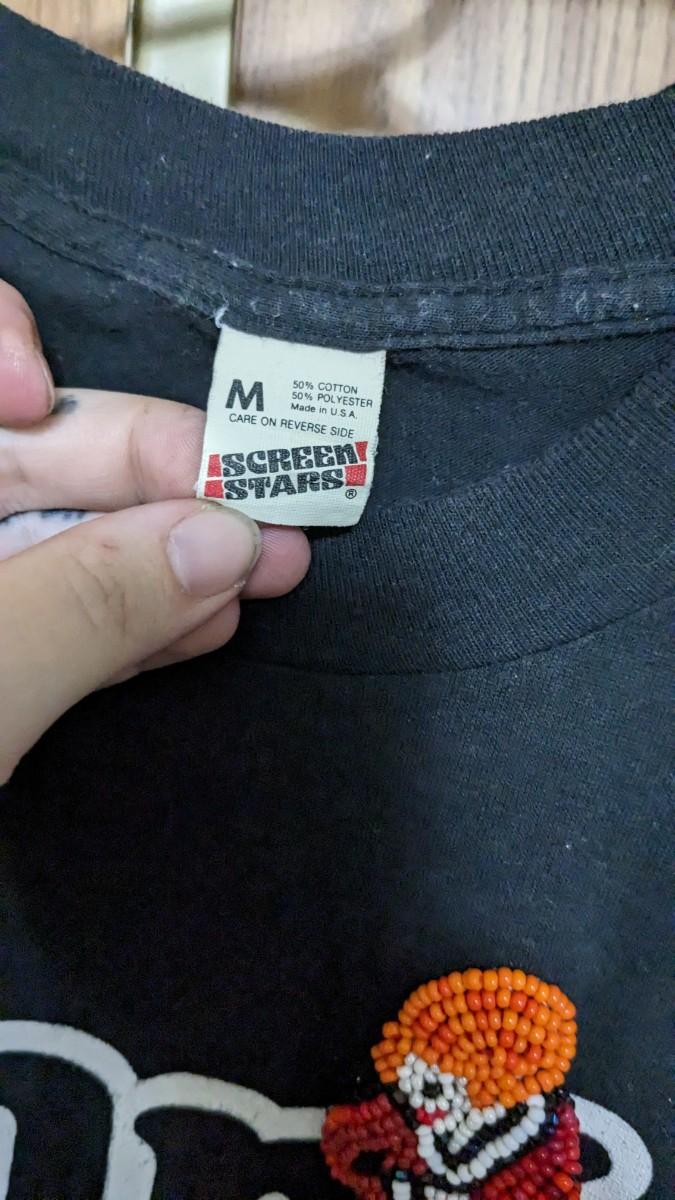 M
50% COTTON
50% POLYESTER
Made in U.S.A.
CARE ON REVERSE SIDE
SCREEN
STARS®